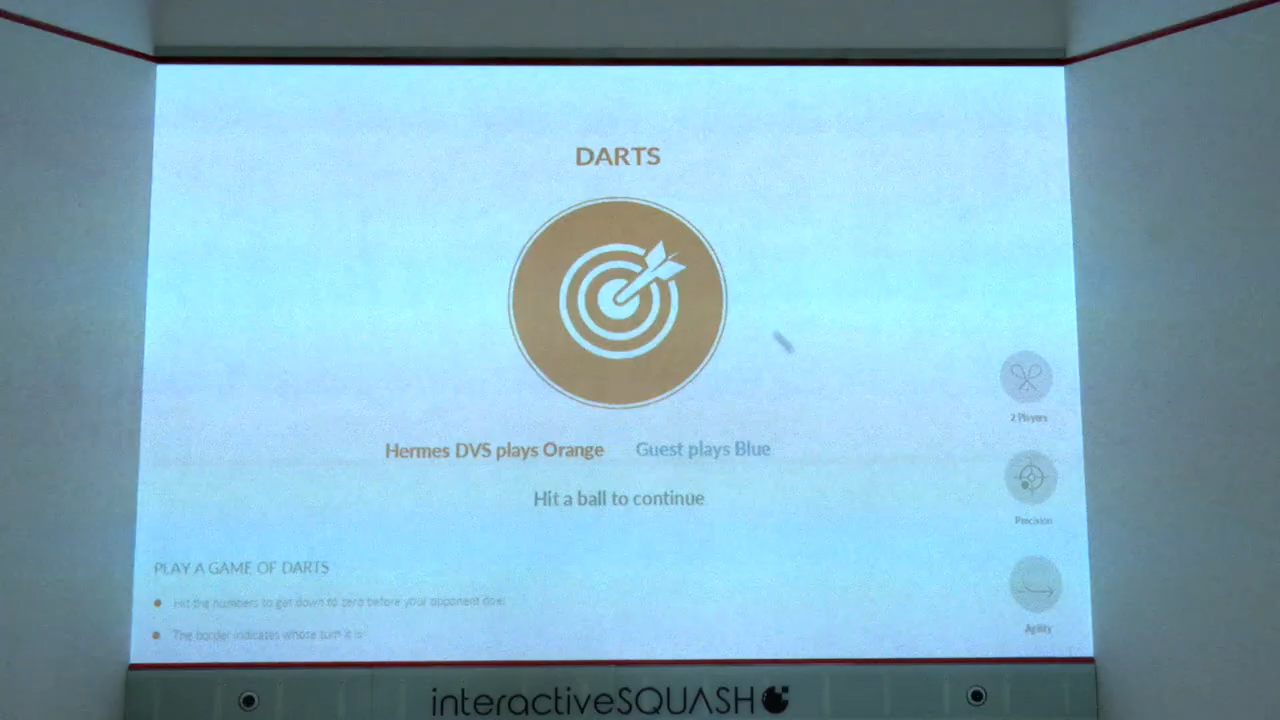 DARTS
Hermes DVS plays Orange
Guest plays Blue
Hit a ball to continue
2 Players
Precision
Agility
PLAY A GAME OF DARTS
Hit the numbers to get down to zero before your opponent does
The border indicates whose turn it is
interactiveSQUASH